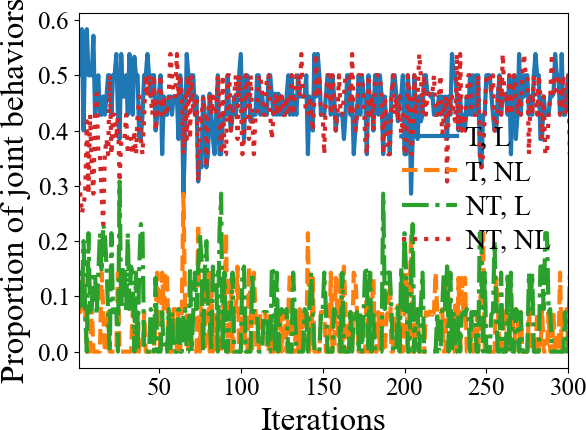 Proportion of joint behaviors
0.6
0.5
0.4
0.3
0.2
0.1
0.0
T, L
T, NL
NT, L
NT, NL
50 100 150 200 250 300
Iterations